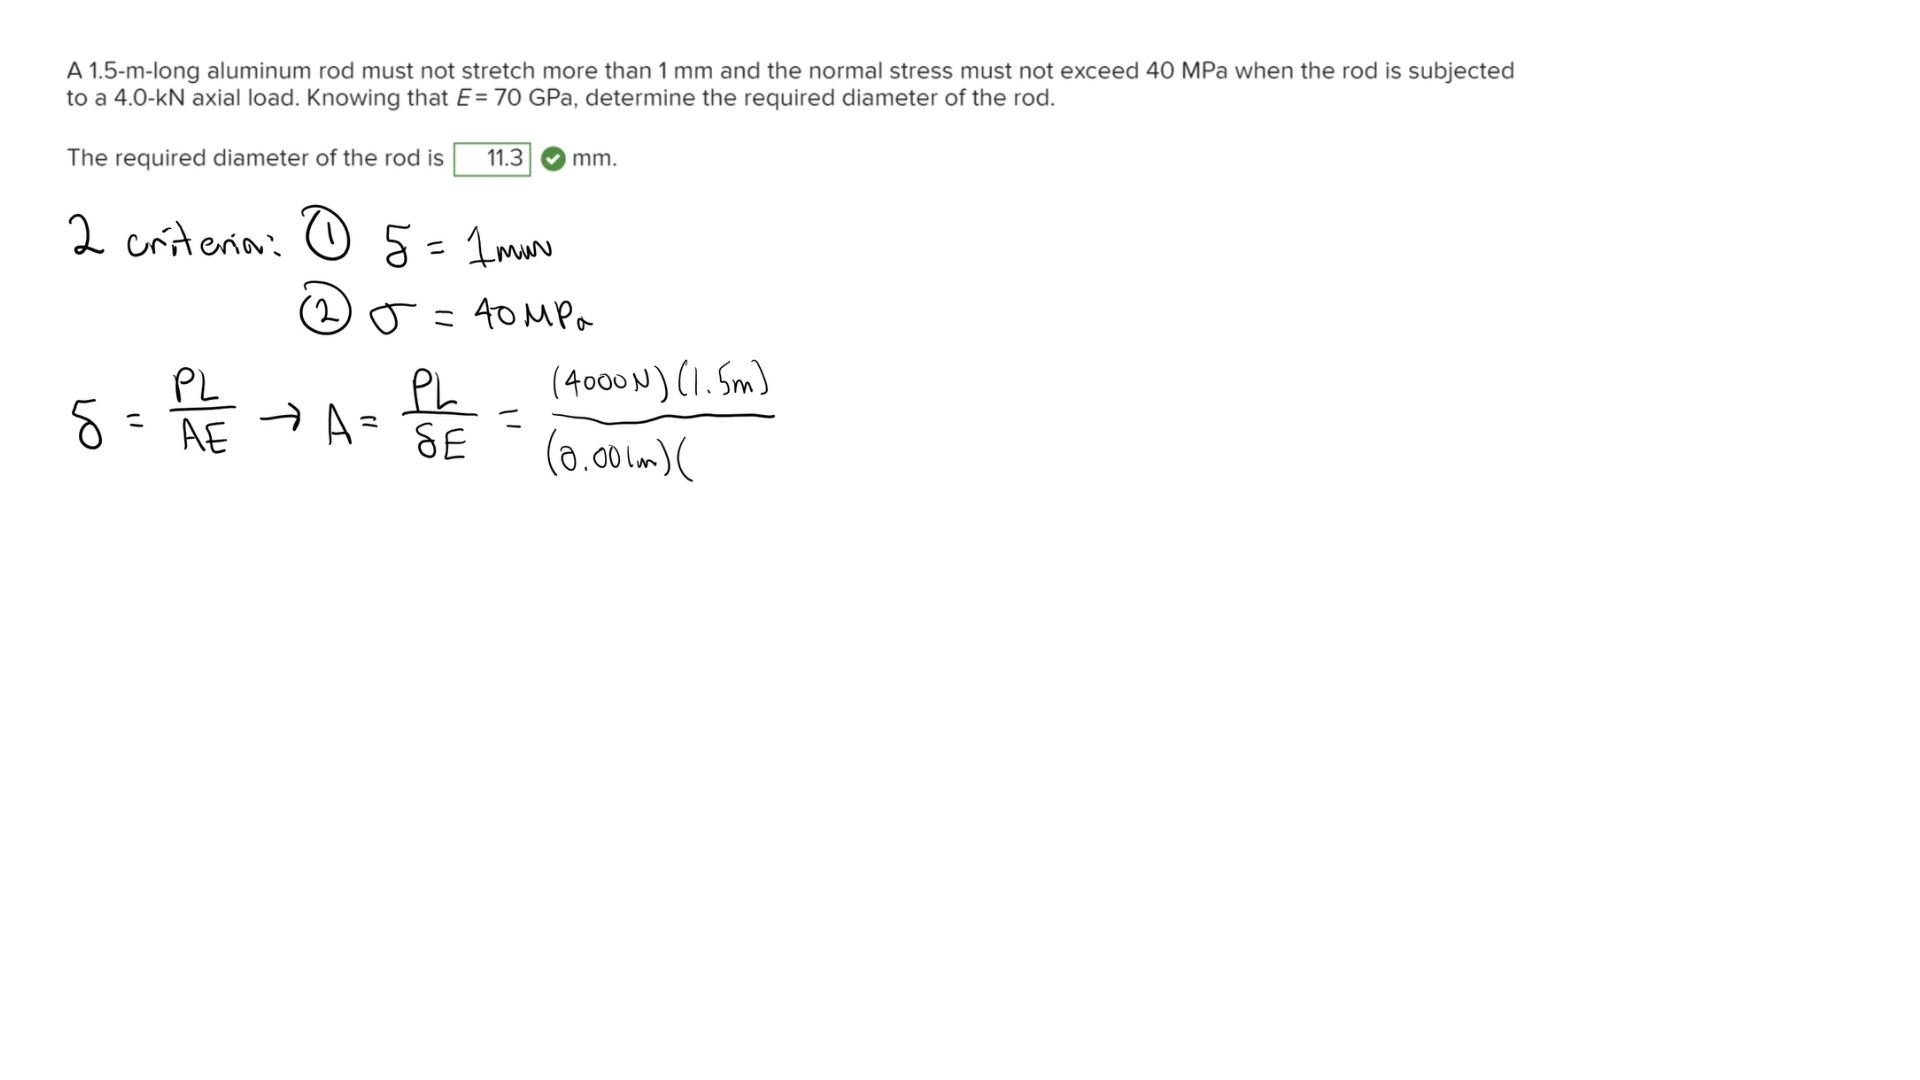 A 1.5-m-long aluminum rod must not stretch more than 1 mm and the normal stress must not exceed 40 MPa when the rod is subjected
to a 4.0-kN axial load. Knowing that E = 70 GPa, determine the required diameter of the rod.
The required diameter of the rod is 11.3 mm.
2 criteria: ① δ = 1mm
② σ = 40MPa
δ = PL/AE → A = PL/δE = (4000N)(1.5m)/(0.001m)(